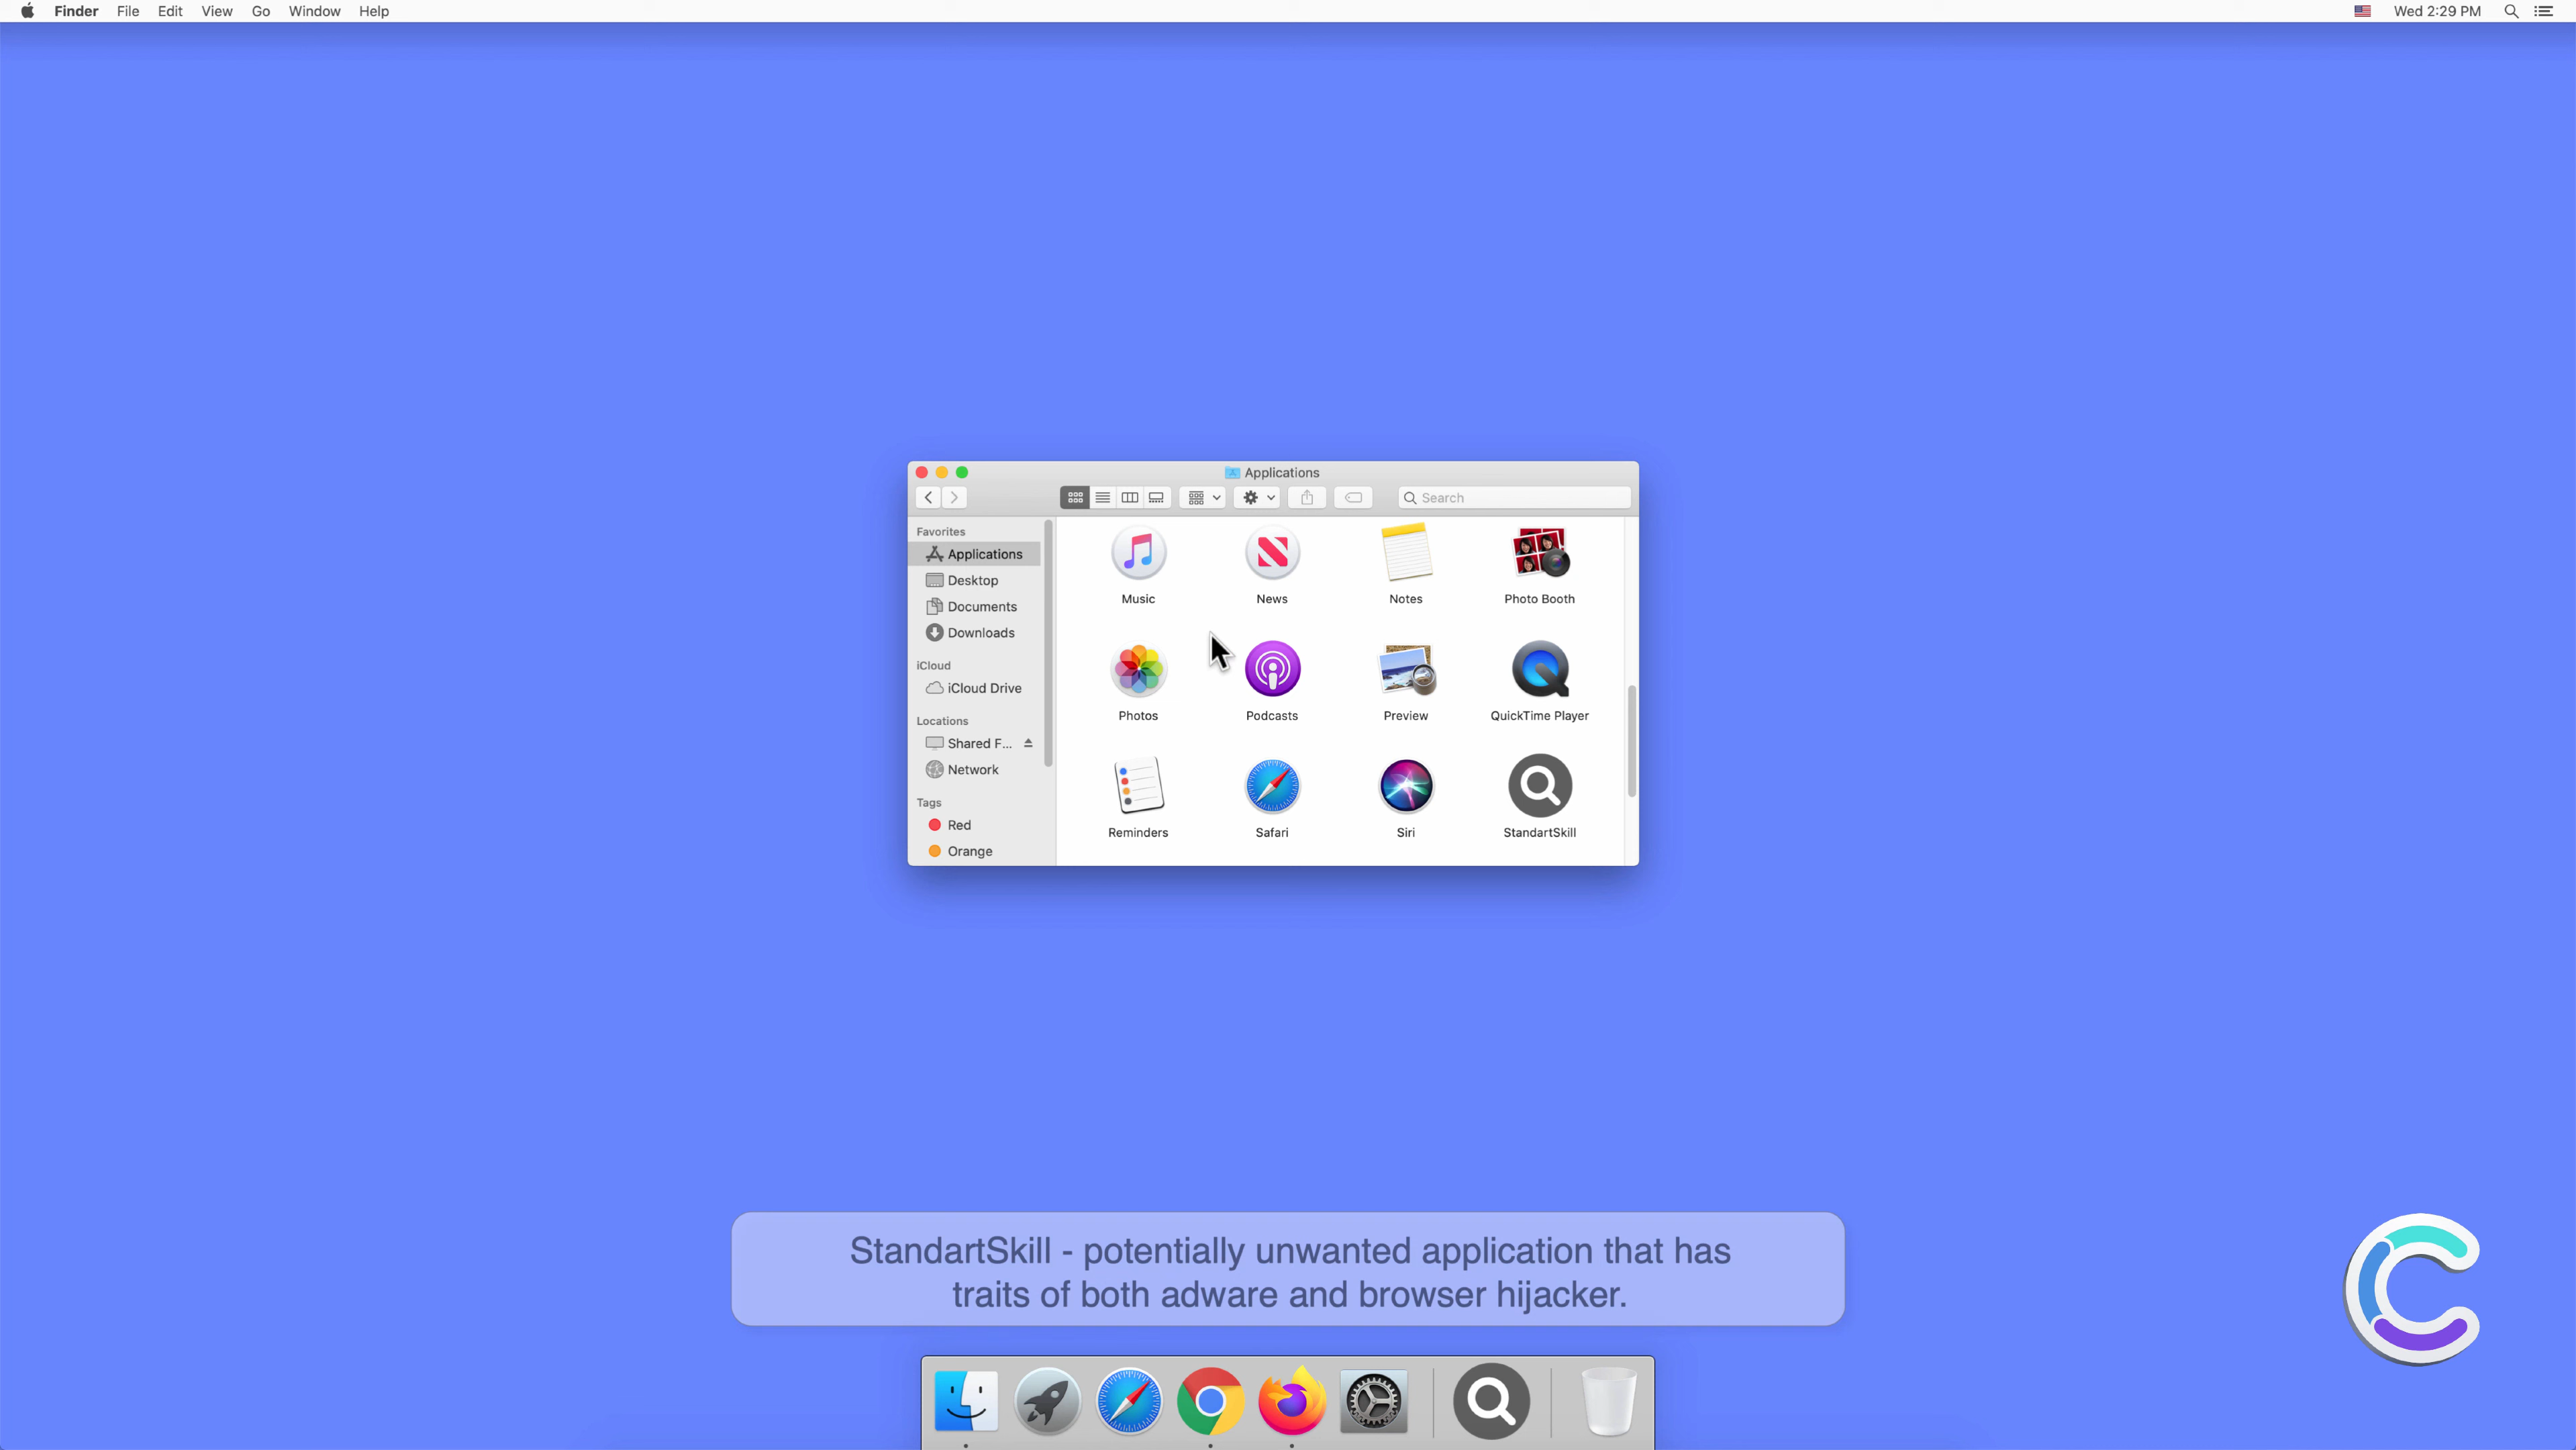 Finder File Edit View Go Window Help Wed 2:29 PM
Applications
Search
Favorites
Applications
Desktop
Documents
Downloads
iCloud
iCloud Drive
Locations
Shared F...
Network
Tags
Red
Orange
Music News Notes Photo Booth
Photos Podcasts Preview QuickTime Player
Reminders Safari Siri StandartSkill
StandartSkill - potentially unwanted application that has
traits of both adware and browser hijacker.